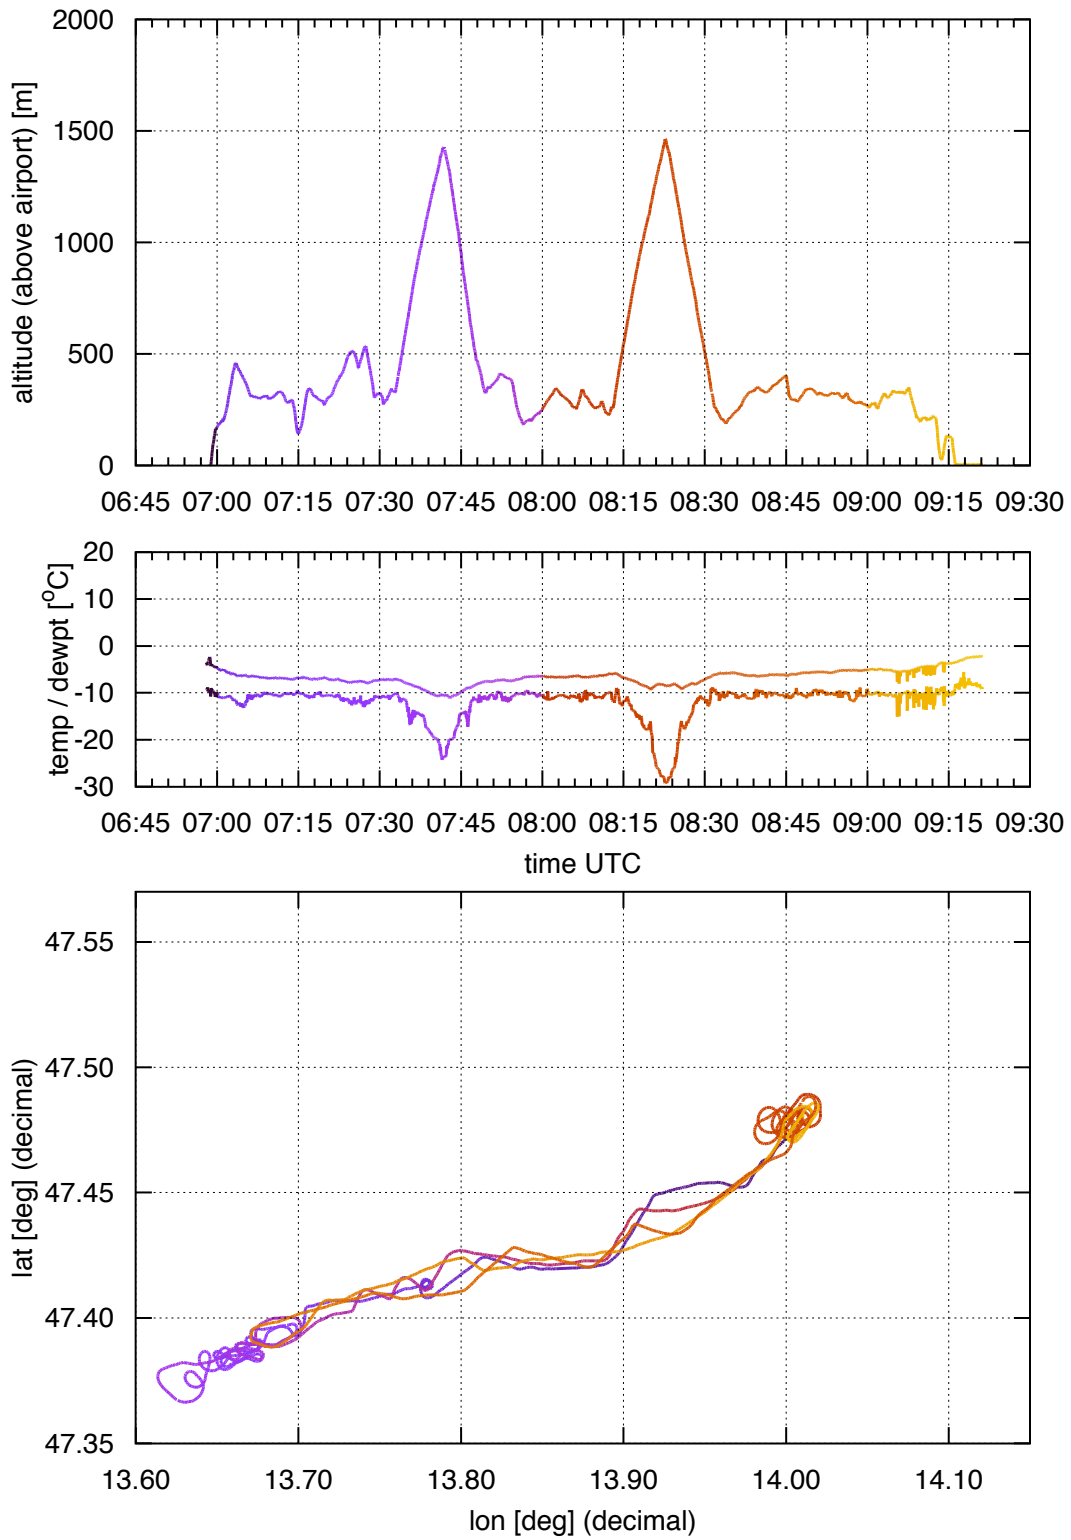 altitude (above airport) [m]
2000
1500
1000
500
0
06:45 07:00 07:15 07:30 07:45 08:00 08:15 08:30 08:45 09:00 09:15 09:30
temp / dewpt [°C]
20
10
0
-10
-20
-30
06:45 07:00 07:15 07:30 07:45 08:00 08:15 08:30 08:45 09:00 09:15 09:30
time UTC
lat [deg] (decimal)
47.55
47.50
47.45
47.40
47.35
13.60 13.70 13.80 13.90 14.00 14.10
lon [deg] (decimal)